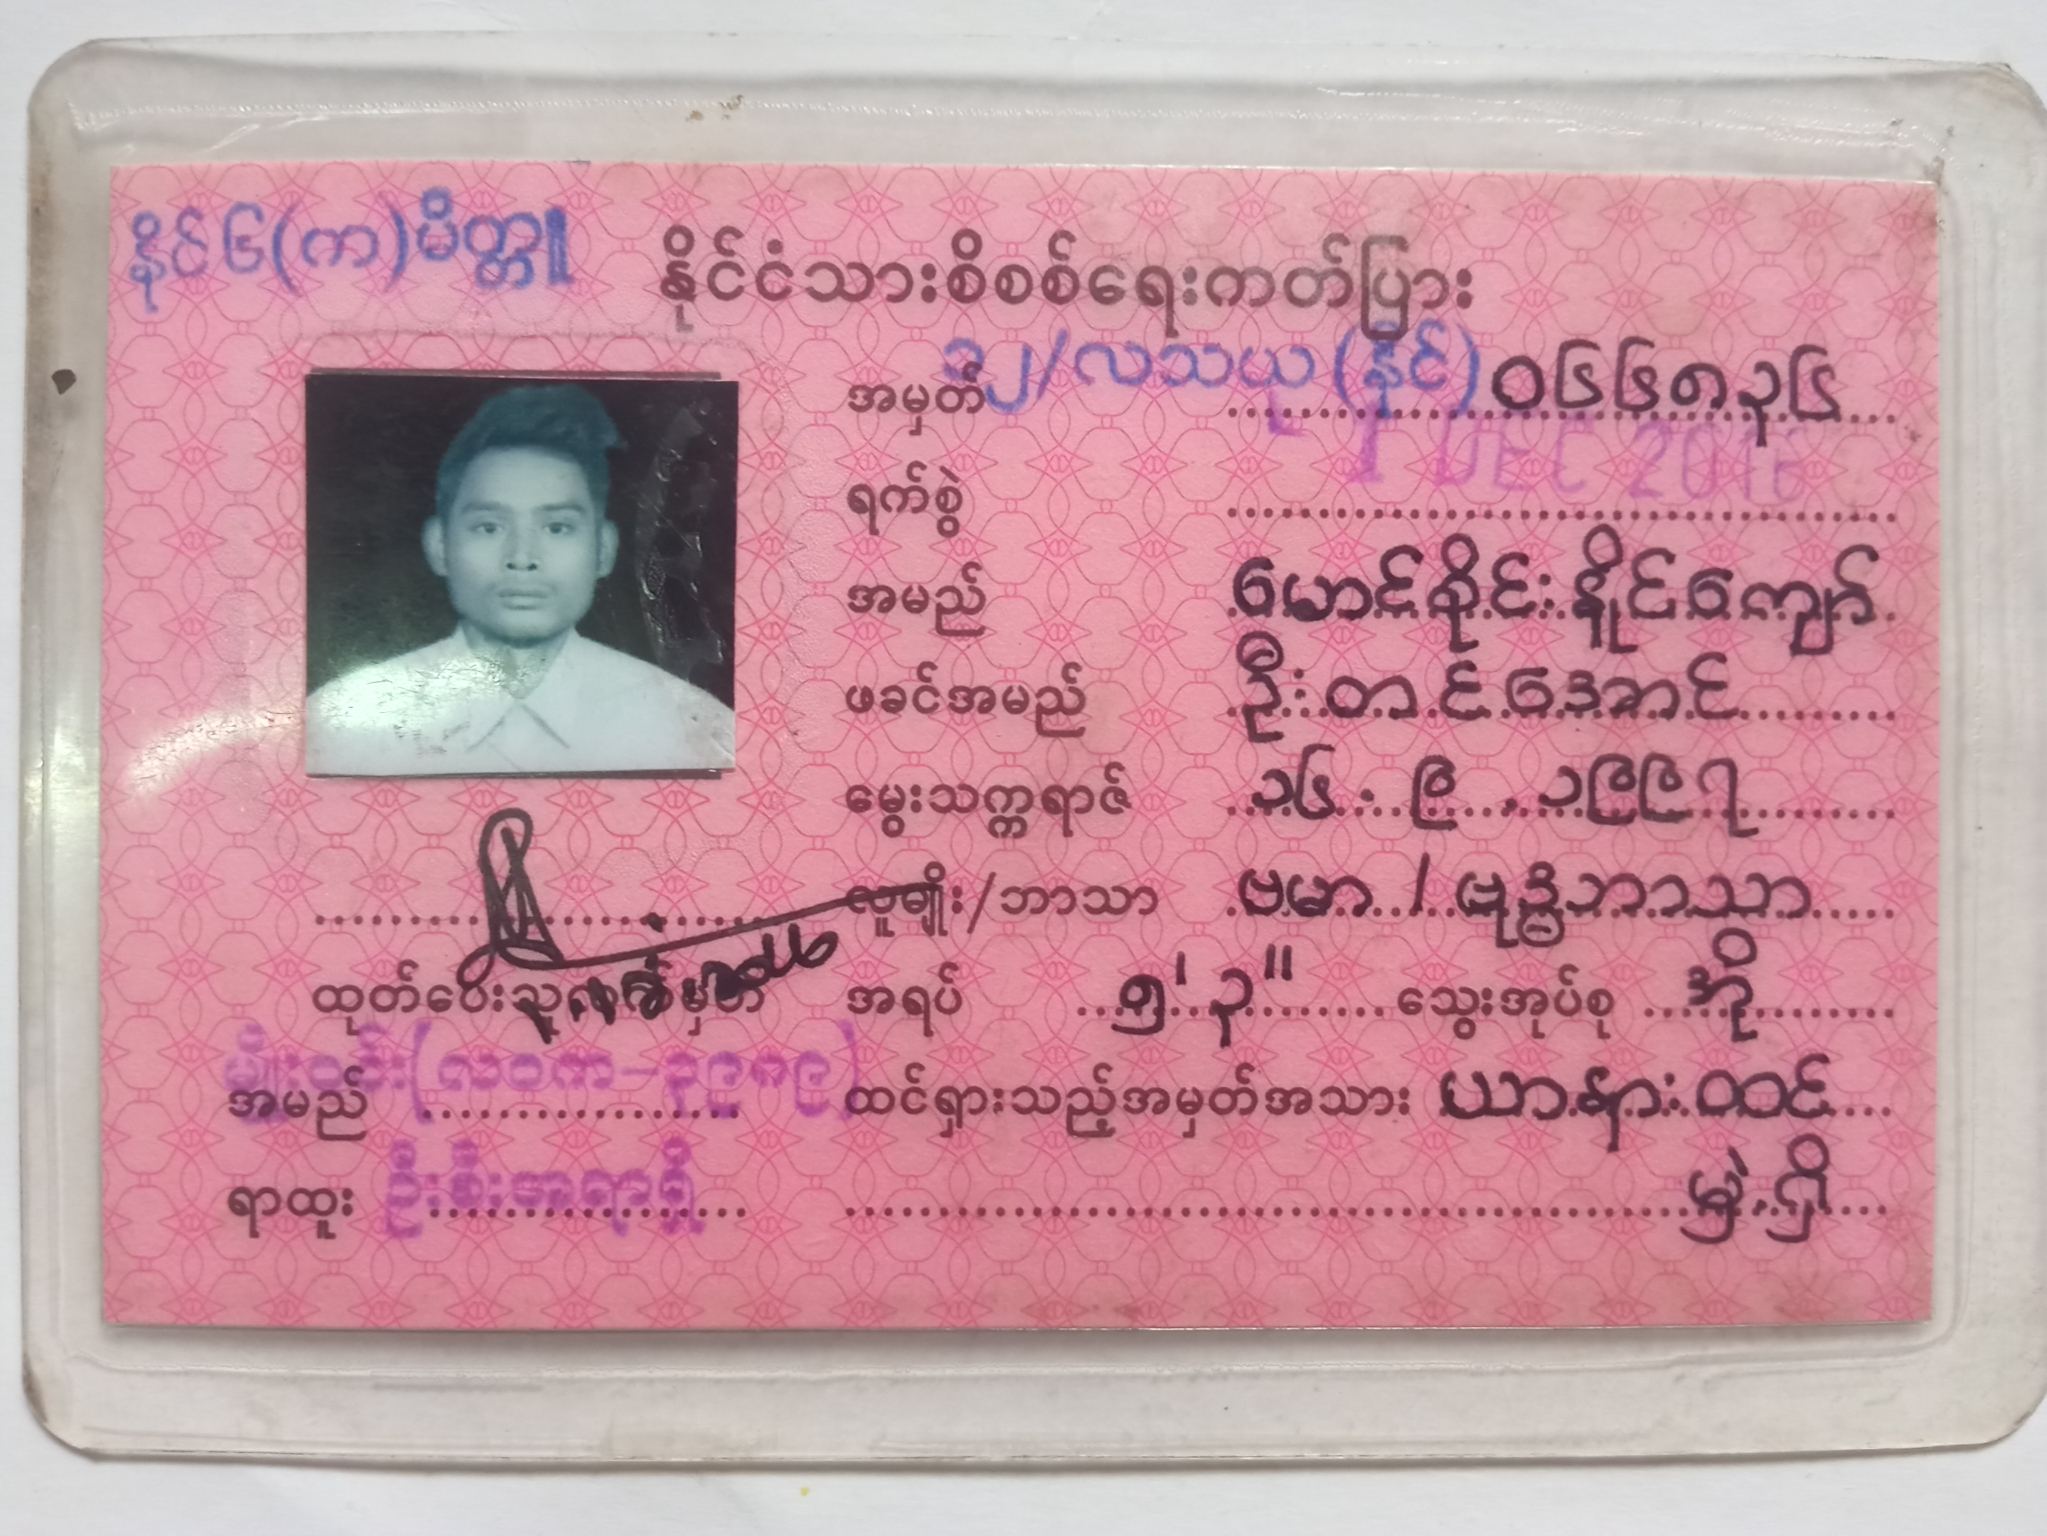 နိုင် ၆(က)မိတ္တူ
နိုင်ငံသားစိစစ်ရေးကတ်ပြား
အမှတ် ၁၂/လသယ (နိုင်) ၀၆၆၈၃၆
ရက်စွဲ 1 DEC 2016
အမည် မောင်စိုင်းနိုင်ကျော်
ဖခင်အမည် ဦးတင်အောင်
မွေးသက္ကရာဇ် ၁၆.၉.၁၉၉၇
လူမျိုး/ဘာသာ ဗမာ / ဗုဒ္ဓဘာသာ
အရပ် ၅' ၃" သွေးအုပ်စု အို
ထင်ရှားသည့်အမှတ်အသား ယာနားထင်
မှဲ့ရှိ
ထုတ်ပေးသူလက်မှတ်
အမည် မျိုးဝင်း(လဝက-၃၉၈၉)
ရာထူး ဦးစီးအရာရှိ